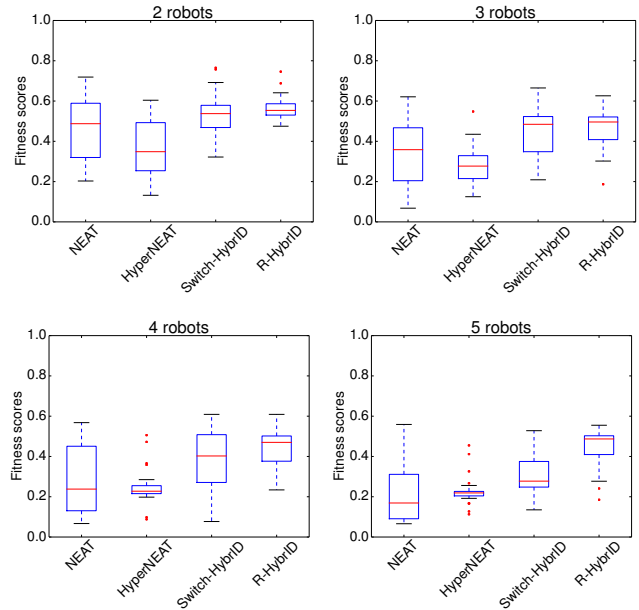 2 robots
Fitness scores
1.0
0.8
0.6
0.4
0.2
0.0
NEAT
HyperNEAT
Switch-HybrID
R-HybrID
3 robots
Fitness scores
1.0
0.8
0.6
0.4
0.2
0.0
NEAT
HyperNEAT
Switch-HybrID
R-HybrID
4 robots
Fitness scores
1.0
0.8
0.6
0.4
0.2
0.0
NEAT
HyperNEAT
Switch-HybrID
R-HybrID
5 robots
Fitness scores
1.0
0.8
0.6
0.4
0.2
0.0
NEAT
HyperNEAT
Switch-HybrID
R-HybrID